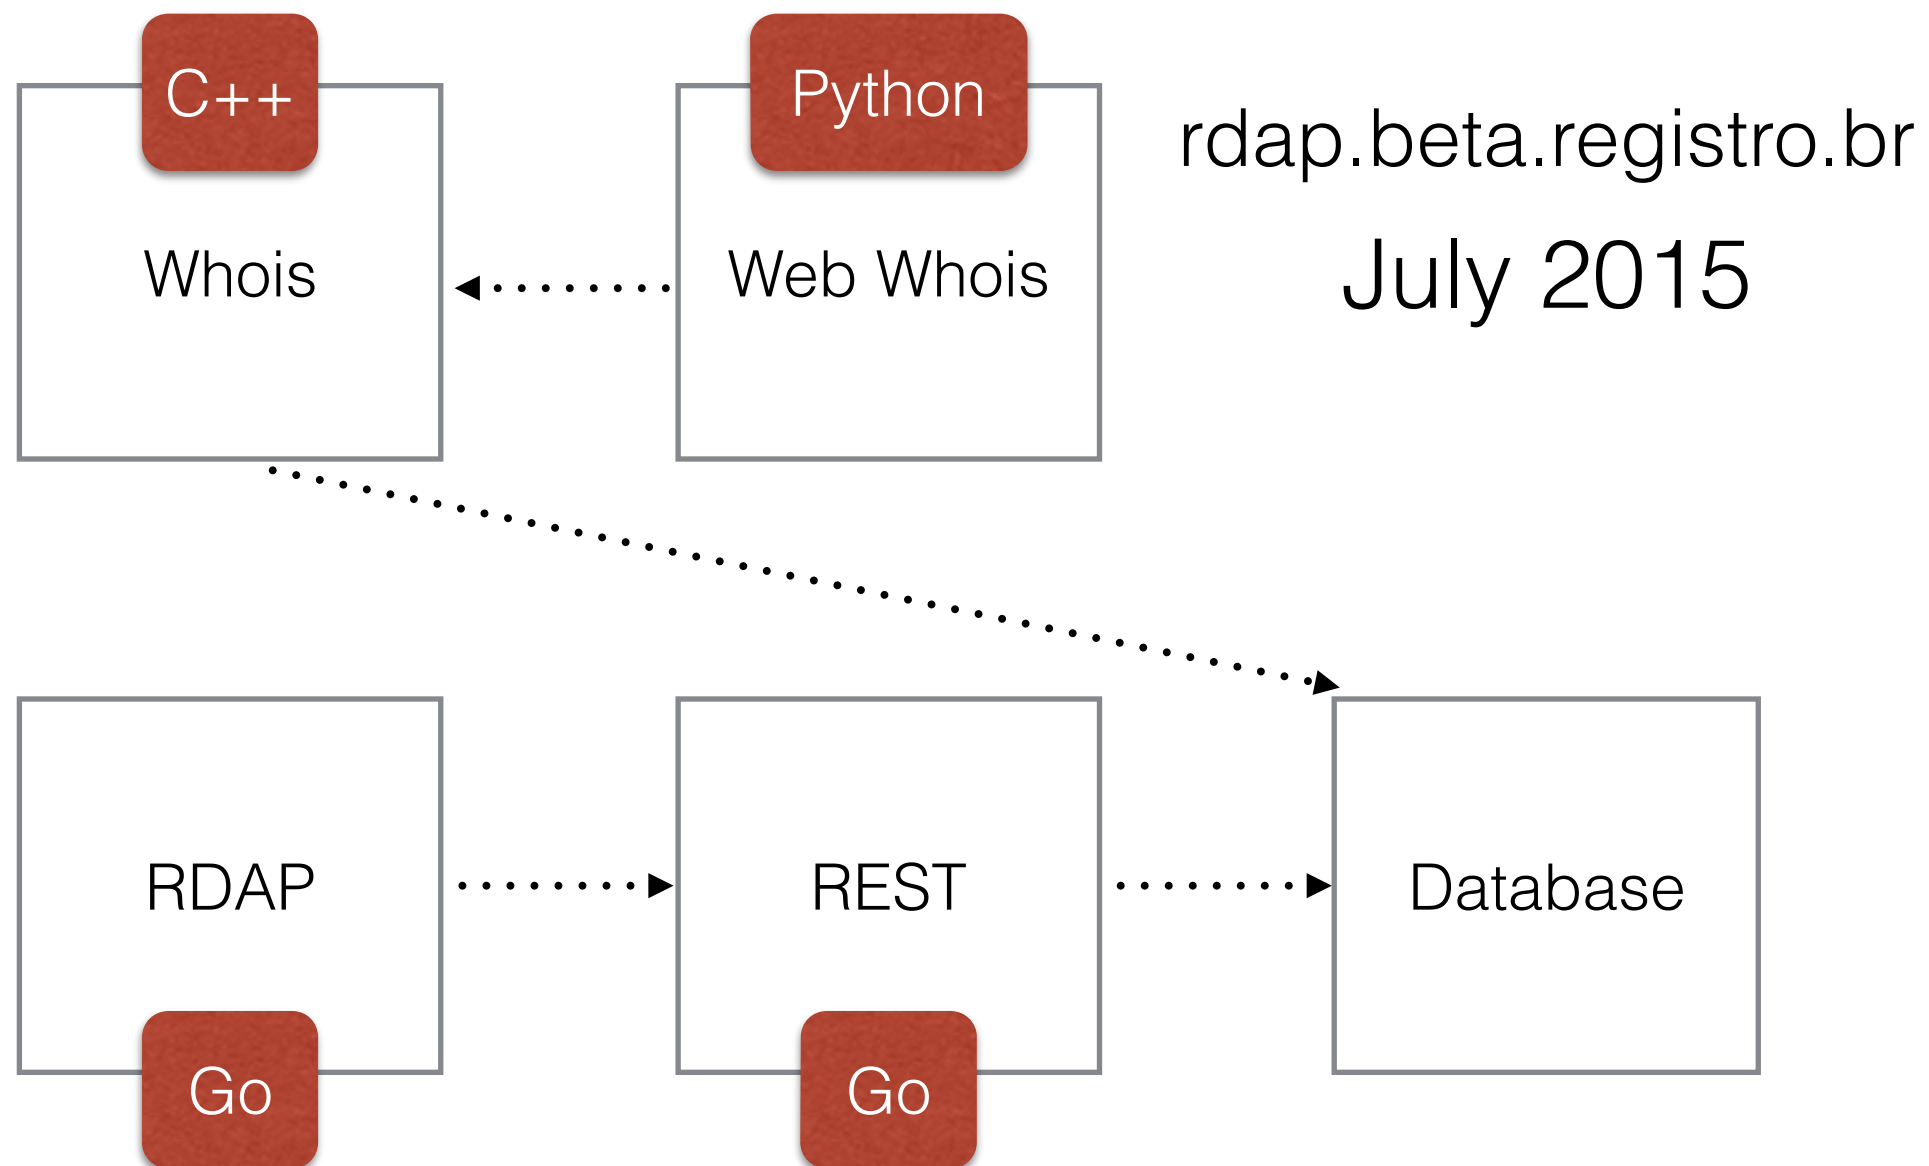 C++
Python
rdap.beta.registro.br
Whois
Web Whois
July 2015
RDAP
REST
Database
Go
Go